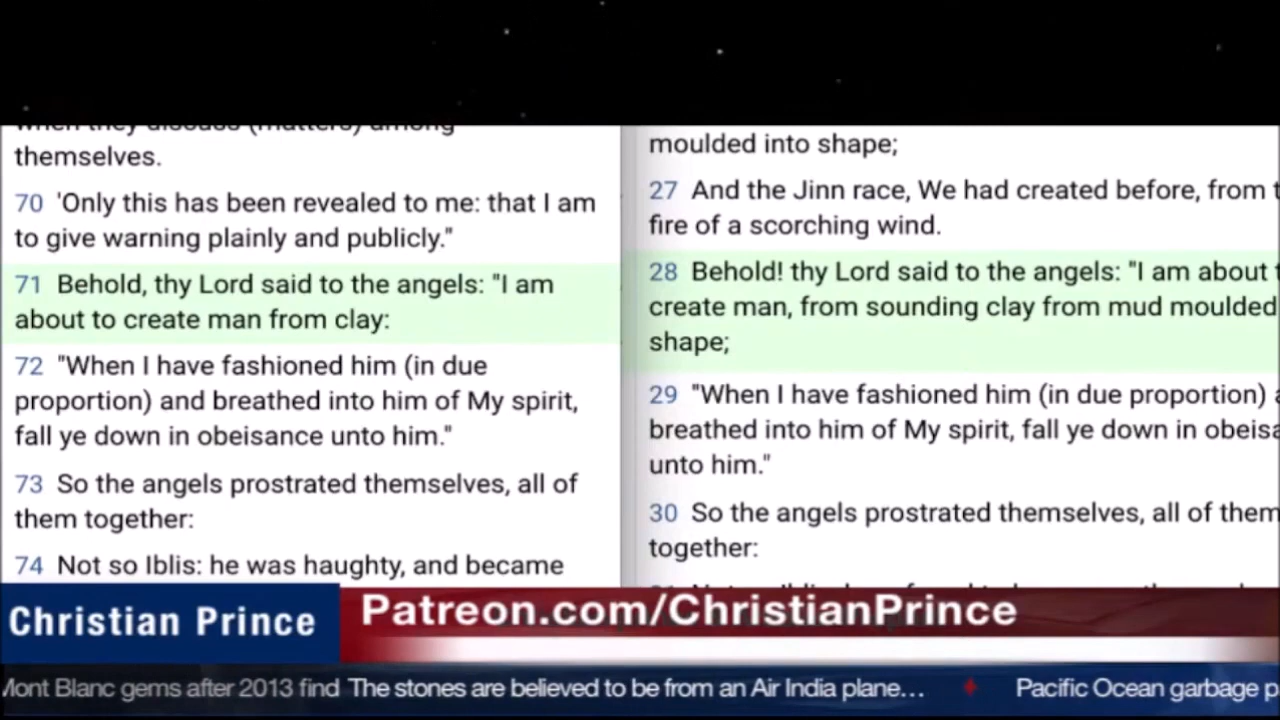 when they discuss (matters) among
themselves.
70 'Only this has been revealed to me: that I am
to give warning plainly and publicly."
71 Behold, thy Lord said to the angels: "I am
about to create man from clay:
72 "When I have fashioned him (in due
proportion) and breathed into him of My spirit,
fall ye down in obeisance unto him."
73 So the angels prostrated themselves, all of
them together:
74 Not so Iblis: he was haughty, and became
moulded into shape;
27 And the Jinn race, We had created before, from
fire of a scorching wind.
28 Behold! thy Lord said to the angels: "I am about
create man, from sounding clay from mud moulded
shape;
29 "When I have fashioned him (in due proportion)
breathed into him of My spirit, fall ye down in
unto him."
30 So the angels prostrated themselves, all of them
together:
Christian Prince
Patreon.com/ChristianPrince
Mont Blanc gems after 2013 find The stones are believed to be from an Air India plane... Pacific Ocean garbage